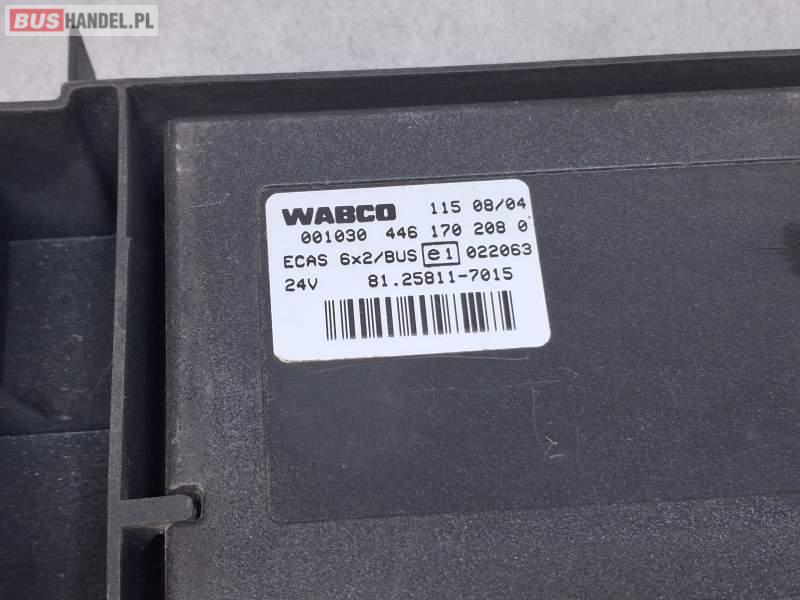 BUSHANDEL.PL
WABCO 115 08/04
001030 446 170 208 0
ECAS 6x2/BUS e1 022063
24V 81.25811-7015